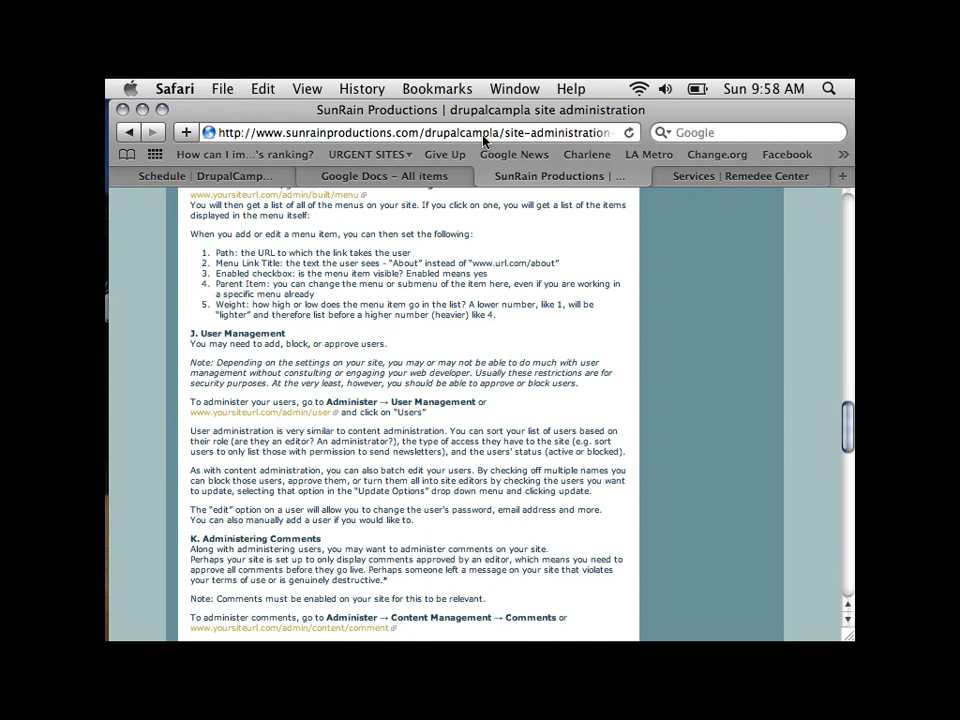 Safari File Edit View History Bookmarks Window Help Sun 9:58 AM
SunRain Productions | drupalcampla site administration
http://www.sunrainproductions.com/drupalcampla/site-administration- Google
How can I im...'s ranking? URGENT SITES Give Up Google News Charlene LA Metro Change.org Facebook
Schedule | DrupalCamp... Google Docs - All items SunRain Productions | ... Services | Remedee Center
www.yoursiteurl.com/admin/built/menu
You will then get a list of all of the menus on your site. If you click on one, you will get a list of the items
displayed in the menu itself:
When you add or edit a menu item, you can then set the following:
1. Path: the URL to which the link takes the user
2. Menu Link Title: the text the user sees - "About" instead of "www.url.com/about"
3. Enabled checkbox: is the menu item visible? Enabled means yes
4. Parent Item: you can change the menu or submenu of the item here, even if you are working in
a specific menu already
5. Weight: how high or low does the menu item go in the list? A lower number, like 1, will be
"lighter" and therefore list before a higher number (heavier) like 4.
J. User Management
You may need to add, block, or approve users.
Note: Depending on the settings on your site, you may or may not be able to do much with user
management without constulting or engaging your web developer. Usually these restrictions are for
security purposes. At the very least, however, you should be able to approve or block users.
To administer your users, go to Administer → User Management or
www.yoursiteurl.com/admin/user and click on "Users"
User administration is very similar to content administration. You can sort your list of users based on
their role (are they an editor? An administrator?), the type of access they have to the site (e.g. sort
users to only list those with permission to send newsletters), and the users' status (active or blocked).
As with content administration, you can also batch edit your users. By checking off multiple names you
can block those users, approve them, or turn them all into site editors by checking the users you want
to update, selecting that option in the "Update Options" drop down menu and clicking update.
The "edit" option on a user will allow you to change the user's password, email address and more.
You can also manually add a user if you would like to.
K. Administering Comments
Along with administering users, you may want to administer comments on your site.
Perhaps your site is set up to only display comments approved by an editor, which means you need to
approve all comments before they go live. Perhaps someone left a message on your site that violates
your terms of use or is genuinely destructive.*
Note: Comments must be enabled on your site for this to be relevant.
To administer comments, go to Administer → Content Management → Comments or
www.yoursiteurl.com/admin/content/comment